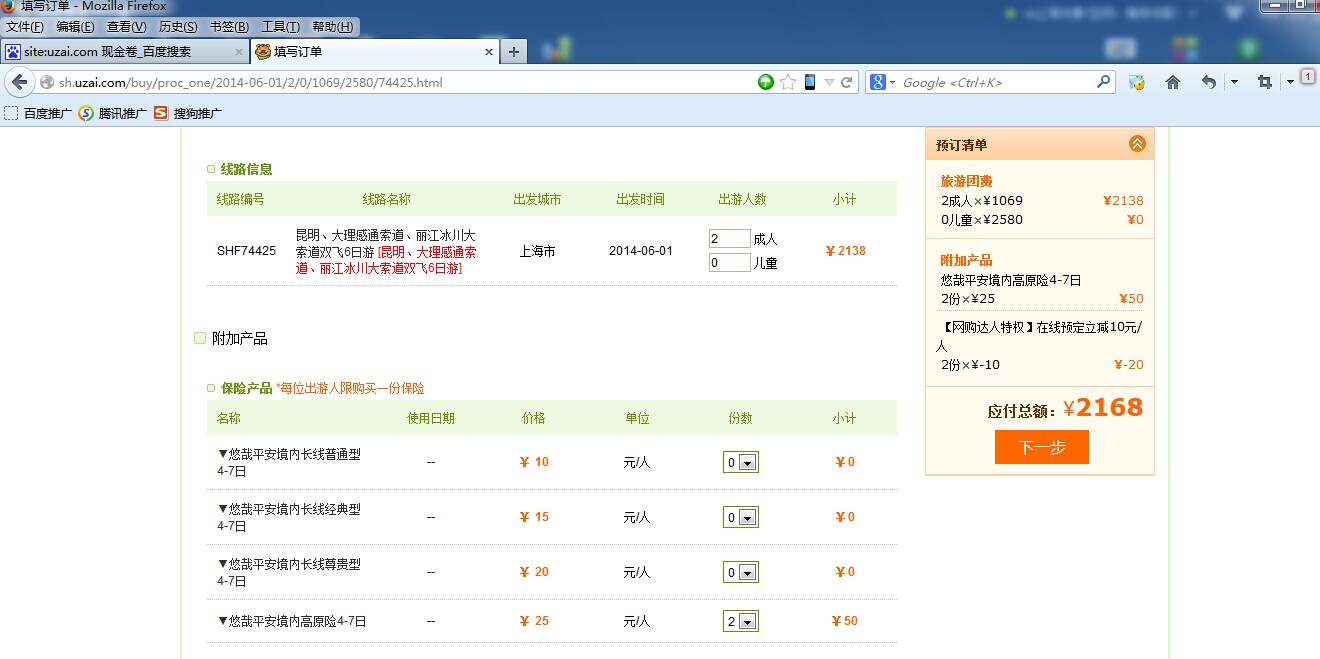 填写订单 - Mozilla Firefox
文件(F) 编辑(E) 查看(V) 历史(S) 书签(B) 工具(T) 帮助(H)
site:uzai.com 现金卷_百度搜索 × 填写订单 × +
sh.uzai.com/buy/proc_one/2014-06-01/2/0/1069/2580/74425.html
Google <Ctrl+K>
1
百度推广 腾讯推广 搜狗推广
线路信息
线路编号 线路名称 出发城市 出发时间 出游人数 小计
SHF74425
昆明、大理感通索道、丽江冰川大
索道双飞6日游 [昆明、大理感通索
道、丽江冰川大索道双飞6日游]
上海市
2014-06-01
2 成人
0 儿童
¥ 2138
附加产品
保险产品 *每位出游人限购买一份保险
名称 使用日期 价格 单位 份数 小计
▼悠哉平安境内长线普通型
4-7日
-- ¥ 10 元/人 0 ¥ 0
▼悠哉平安境内长线经典型
4-7日
-- ¥ 15 元/人 0 ¥ 0
▼悠哉平安境内长线尊贵型
4-7日
-- ¥ 20 元/人 0 ¥ 0
▼悠哉平安境内高原险4-7日 -- ¥ 25 元/人 2 ¥ 50
预订清单
旅游团费
2成人×¥1069 ¥2138
0儿童×¥2580 ¥0
附加产品
悠哉平安境内高原险4-7日
2份×¥25 ¥50
【网购达人特权】在线预定立减10元/
人
2份×¥-10 ¥-20
应付总额：¥2168
下一步